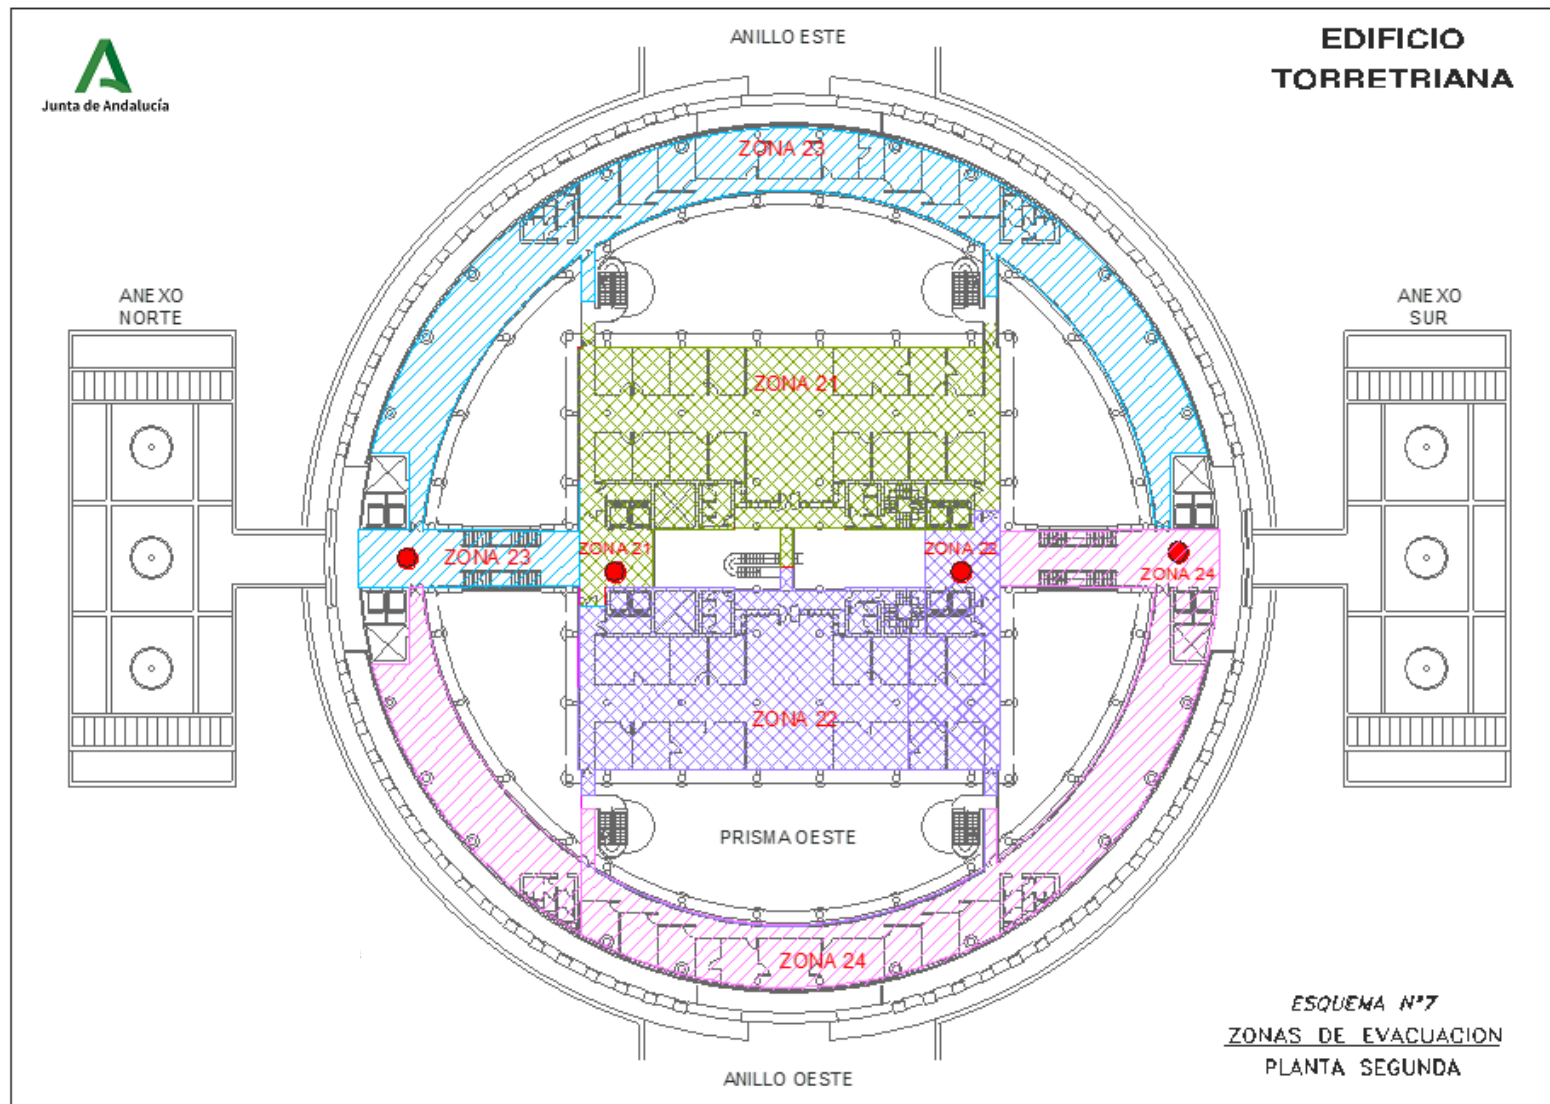 ANILLO ESTE
EDIFICIO
TORRETRIANA
Junta de Andalucía
ZONA 23
ANEXO
NORTE
ANEXO
SUR
ZONA 21
ZONA 23
ZONA 21
ZONA 22
ZONA 24
ZONA 22
PRISMA OESTE
ZONA 24
ESQUEMA Nº7
ZONAS DE EVACUACION
PLANTA SEGUNDA
ANILLO OESTE